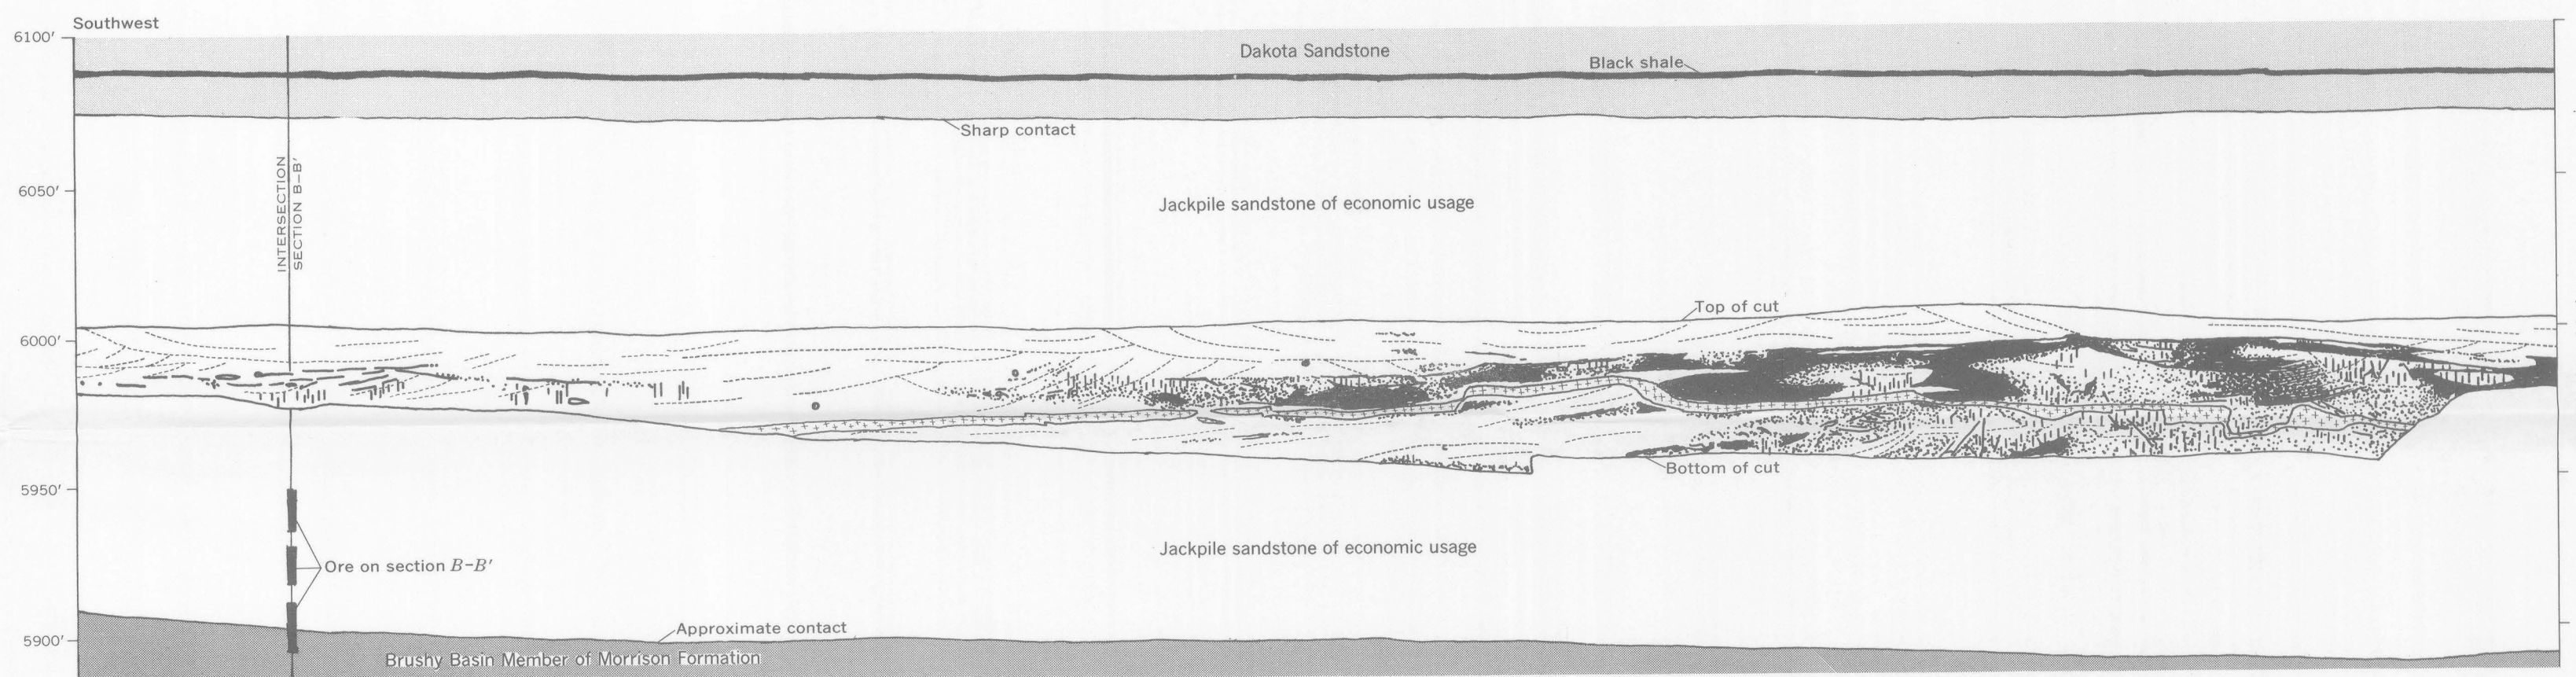 Southwest
6100'
Dakota Sandstone
Black shale
Sharp contact
INTERSECTION
SECTION B–B'
6050'
Jackpile sandstone of economic usage
Top of cut
6000'
Bottom of cut
5950'
Jackpile sandstone of economic usage
Ore on section B–B'
Approximate contact
5900'
Brushy Basin Member of Morrison Formation